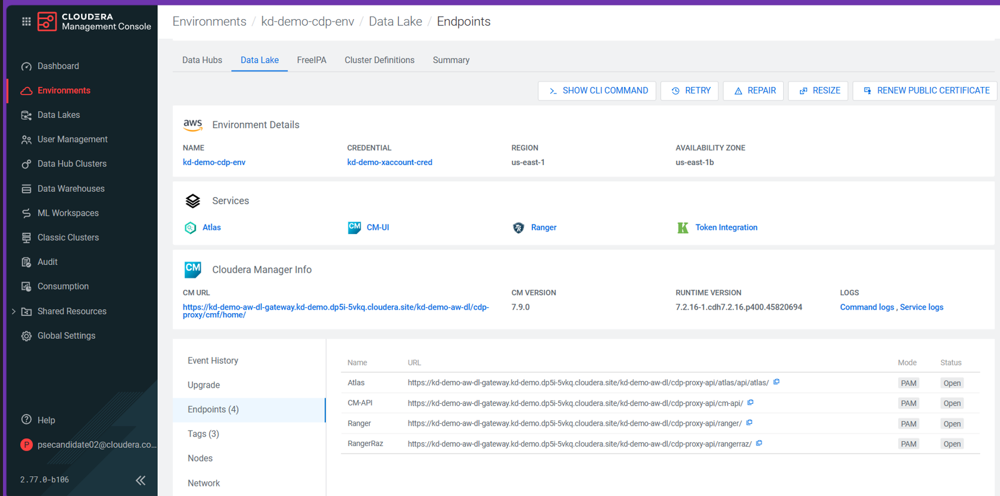 CLOUDERA
Management Console
Dashboard
Environments
Data Lakes
User Management
Data Hub Clusters
Data Warehouses
ML Workspaces
Classic Clusters
Audit
Consumption
Shared Resources
Global Settings
Help
P psecandidate02@cloudera.co...
2.77.0-b106
Environments / kd-demo-cdp-env / Data Lake / Endpoints
Data Hubs Data Lake FreeIPA Cluster Definitions Summary
SHOW CLI COMMAND RETRY REPAIR RESIZE RENEW PUBLIC CERTIFICATE
aws Environment Details
NAME CREDENTIAL REGION AVAILABILITY ZONE
kd-demo-cdp-env kd-demo-xaccount-cred us-east-1 us-east-1b
Services
Atlas CM CM-UI R Ranger K Token Integration
CM Cloudera Manager Info
CM URL CM VERSION RUNTIME VERSION LOGS
https://kd-demo-aw-dl-gateway.kd-demo.dp5i-5vkq.cloudera.site/kd-demo-aw-dl/cdp- 7.9.0 7.2.16-1.cdh7.2.16.p400.45820694 Command logs , Service logs
proxy/cmf/home/
Event History
Upgrade
Endpoints (4)
Tags (3)
Nodes
Network
Name URL Mode Status
Atlas https://kd-demo-aw-dl-gateway.kd-demo.dp5i-5vkq.cloudera.site/kd-demo-aw-dl/cdp-proxy-api/atlas/api/atlas/ PAM Open
CM-API https://kd-demo-aw-dl-gateway.kd-demo.dp5i-5vkq.cloudera.site/kd-demo-aw-dl/cdp-proxy-api/cm-api/ PAM Open
Ranger https://kd-demo-aw-dl-gateway.kd-demo.dp5i-5vkq.cloudera.site/kd-demo-aw-dl/cdp-proxy-api/ranger/ PAM Open
RangerRaz https://kd-demo-aw-dl-gateway.kd-demo.dp5i-5vkq.cloudera.site/kd-demo-aw-dl/cdp-proxy-api/rangerraz/ PAM Open